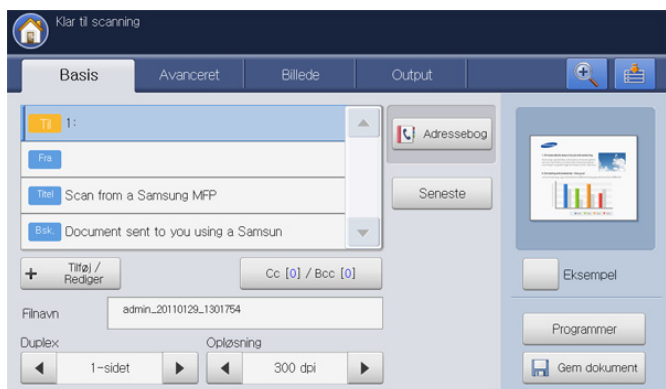 Klar til scanning
Basis
Avanceret
Billede
Output
Til 1:
Fra
Titel Scan from a Samsung MFP
Bsk. Document sent to you using a Samsun
Adressebog
Seneste
+ Tilføj /
Rediger
Cc [0] / Bcc [0]
Eksempel
Filnavn
admin_20110129_1301754
Duplex
Opløsning
1-sidet
300 dpi
Programmer
Gem dokument